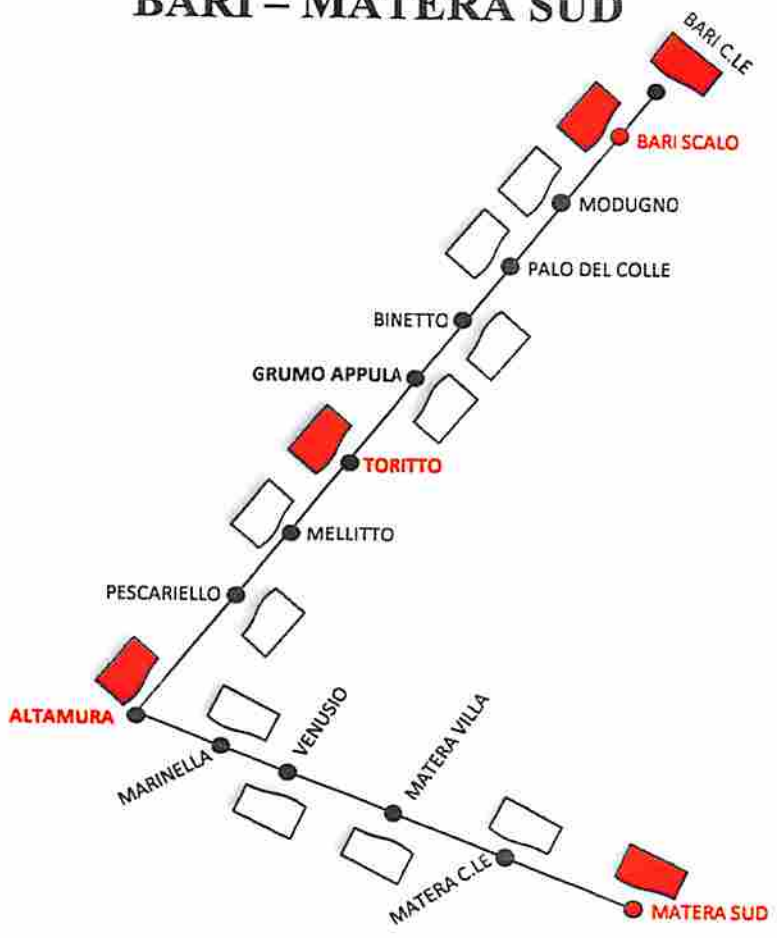 BARI – MATERA SUD
BARI C.LE
BARI SCALO
MODUGNO
PALO DEL COLLE
BINETTO
GRUMO APPULA
TORITTO
MELLITTO
PESCARIELLO
ALTAMURA
MARINELLA
VENUSIO
MATERA VILLA
MATERA C.LE
MATERA SUD